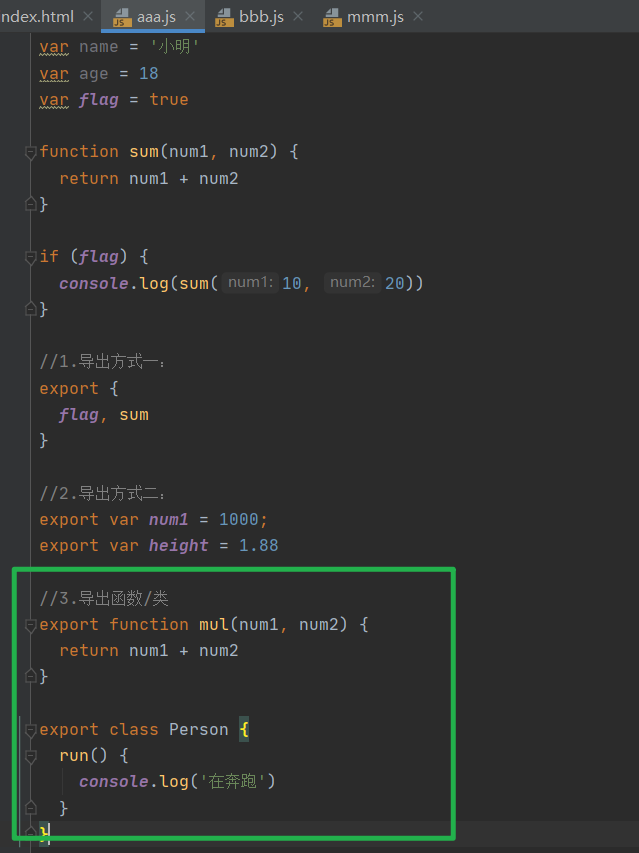 index.html aaa.js bbb.js mmm.js
var name = '小明'
var age = 18
var flag = true
function sum(num1, num2) {
return num1 + num2
}
if (flag) {
console.log(sum( num1: 10, num2: 20))
}
//1.导出方式一:
export {
flag, sum
}
//2.导出方式二:
export var num1 = 1000;
export var height = 1.88
//3.导出函数/类
export function mul(num1, num2) {
return num1 + num2
}
export class Person {
run() {
console.log('在奔跑')
}
}